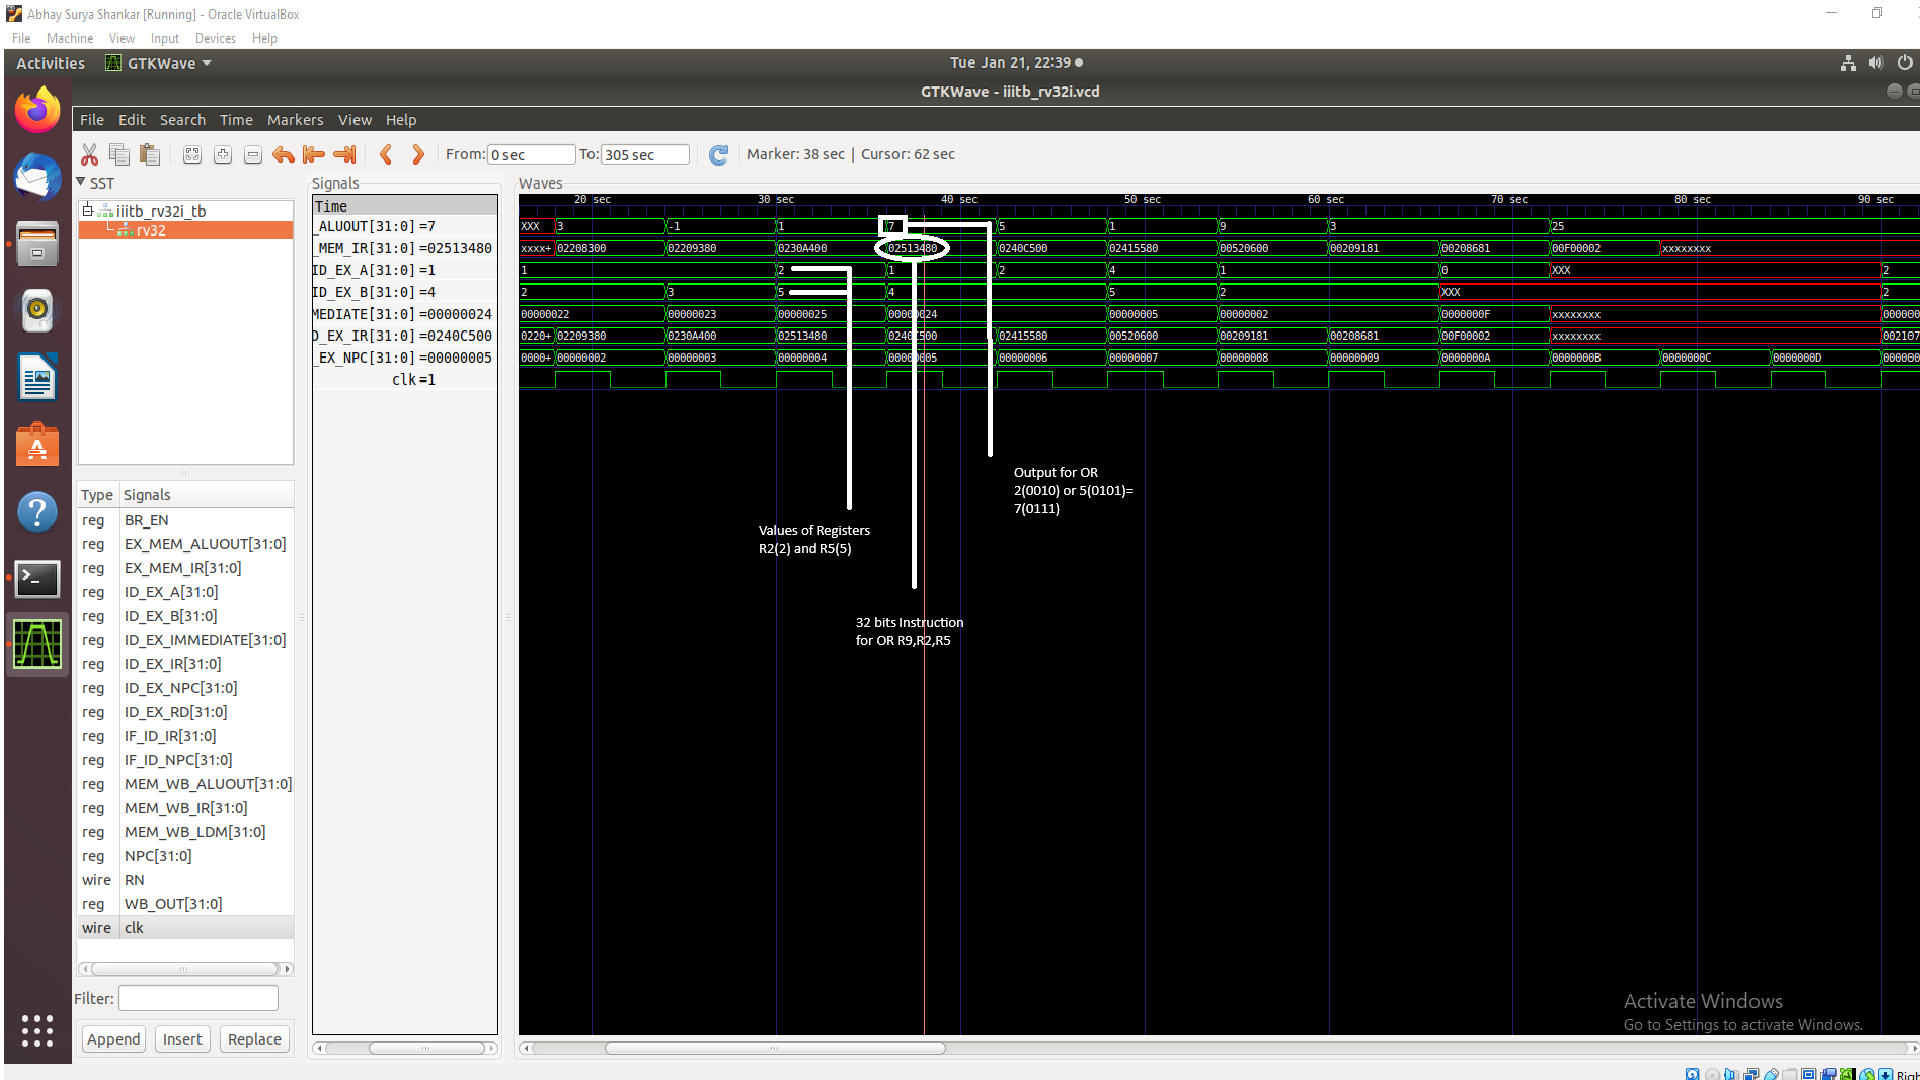 Abhay Surya Shankar [Running] - Oracle VirtualBox
File Machine View Input Devices Help
Activities GTKWave Tue Jan 21, 22:39
GTKWave - iiitb_rv32i.vcd
File Edit Search Time Markers View Help
From: 0 sec To: 305 sec Marker: 38 sec | Cursor: 62 sec
SST
iiitb_rv32i_tb
rv32
Signals
Time
_ALUOUT[31:0] =7
_MEM_IR[31:0] =02513480
ID_EX_A[31:0] =1
ID_EX_B[31:0] =4
MEDIATE[31:0] =00000024
D_EX_IR[31:0] =0240C500
_EX_NPC[31:0] =00000005
clk=1
Waves
20 sec 30 sec 40 sec 50 sec 60 sec 70 sec 80 sec 90 sec
XXX 3 -1 1 7 5 1 9 3 25
xxxx+ 02208300 02209380 0230A400 02513480 0240C500 02415580 00520600 00209181 00208681 00F00002 xxxxxxxx
1 2 1 2 4 1 0 XXX 2
2 3 5 4 5 2 XXX 2
00000022 00000023 00000025 00000024 00000005 00000002 0000000F xxxxxxxx 000000
0220+ 02209380 0230A400 02513480 0240C500 02415580 00520600 00209181 00208681 00F00002 xxxxxxxx 002107
0000+ 00000002 00000003 00000004 00000005 00000006 00000007 00000008 00000009 0000000A 0000000B 0000000C 0000000D 000000
Output for OR
2(0010) or 5(0101)=
7(0111)
Values of Registers
R2(2) and R5(5)
32 bits Instruction
for OR R9,R2,R5
Type Signals
reg BR_EN
reg EX_MEM_ALUOUT[31:0]
reg EX_MEM_IR[31:0]
reg ID_EX_A[31:0]
reg ID_EX_B[31:0]
reg ID_EX_IMMEDIATE[31:0]
reg ID_EX_IR[31:0]
reg ID_EX_NPC[31:0]
reg ID_EX_RD[31:0]
reg IF_ID_IR[31:0]
reg IF_ID_NPC[31:0]
reg MEM_WB_ALUOUT[31:0]
reg MEM_WB_IR[31:0]
reg MEM_WB_LDM[31:0]
reg NPC[31:0]
wire RN
reg WB_OUT[31:0]
wire clk
Filter:
Append Insert Replace
Activate Windows
Go to Settings to activate Windows.
Righ